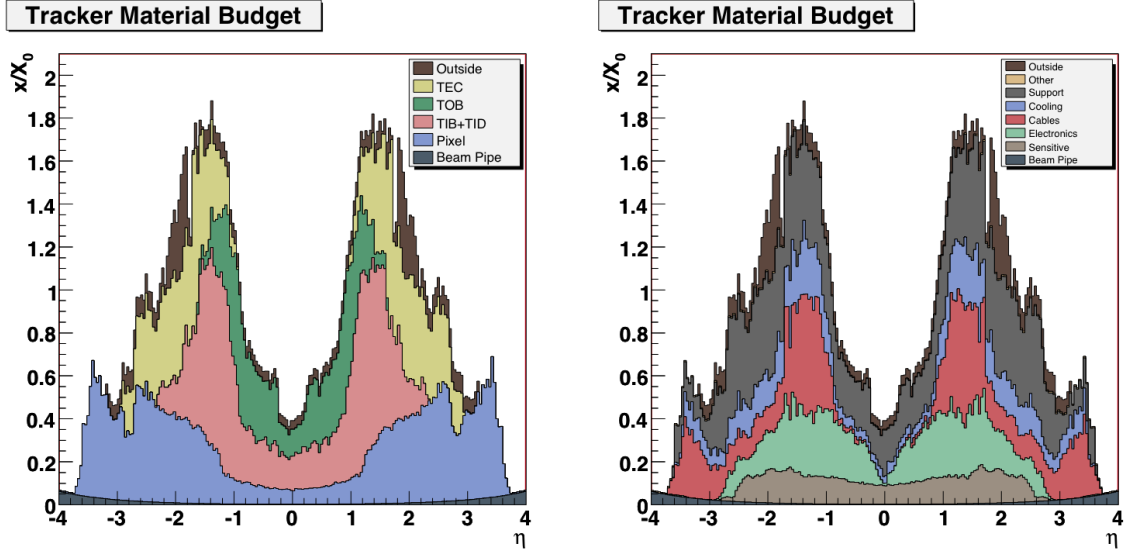 Tracker Material Budget
x/X0
2
1.8
1.6
1.4
1.2
1
0.8
0.6
0.4
0.2
0
Outside
TEC
TOB
TIB+TID
Pixel
Beam Pipe
-4 -3 -2 -1 0 1 2 3 4
η
Tracker Material Budget
x/X0
2
1.8
1.6
1.4
1.2
1
0.8
0.6
0.4
0.2
0
Outside
Other
Support
Cooling
Cables
Electronics
Sensitive
Beam Pipe
-4 -3 -2 -1 0 1 2 3 4
η